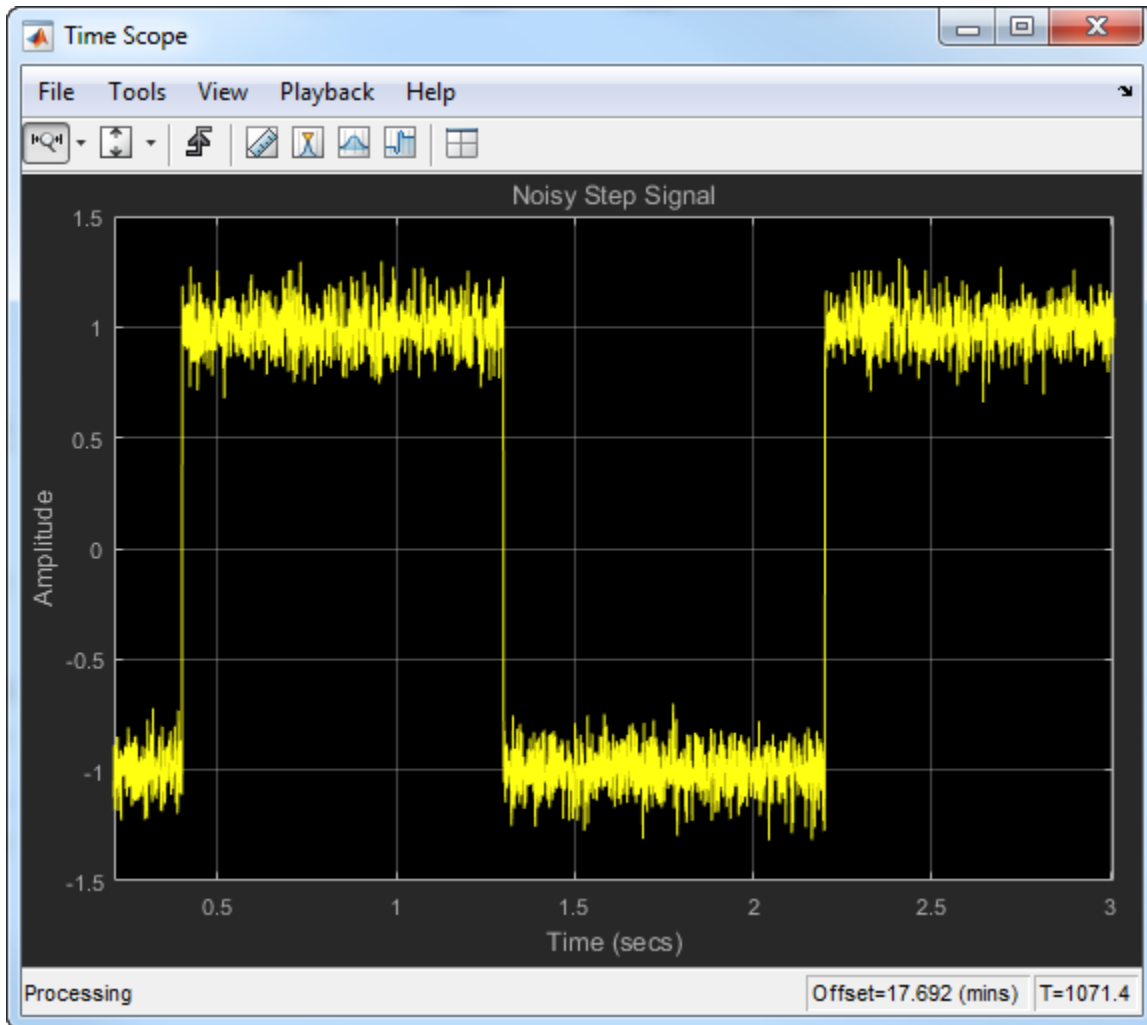 Time Scope
File Tools View Playback Help
Noisy Step Signal
1.5
1
0.5
0
-0.5
-1
-1.5
Amplitude
0.5 1 1.5 2 2.5 3
Time (secs)
Processing Offset=17.692 (mins) T=1071.4